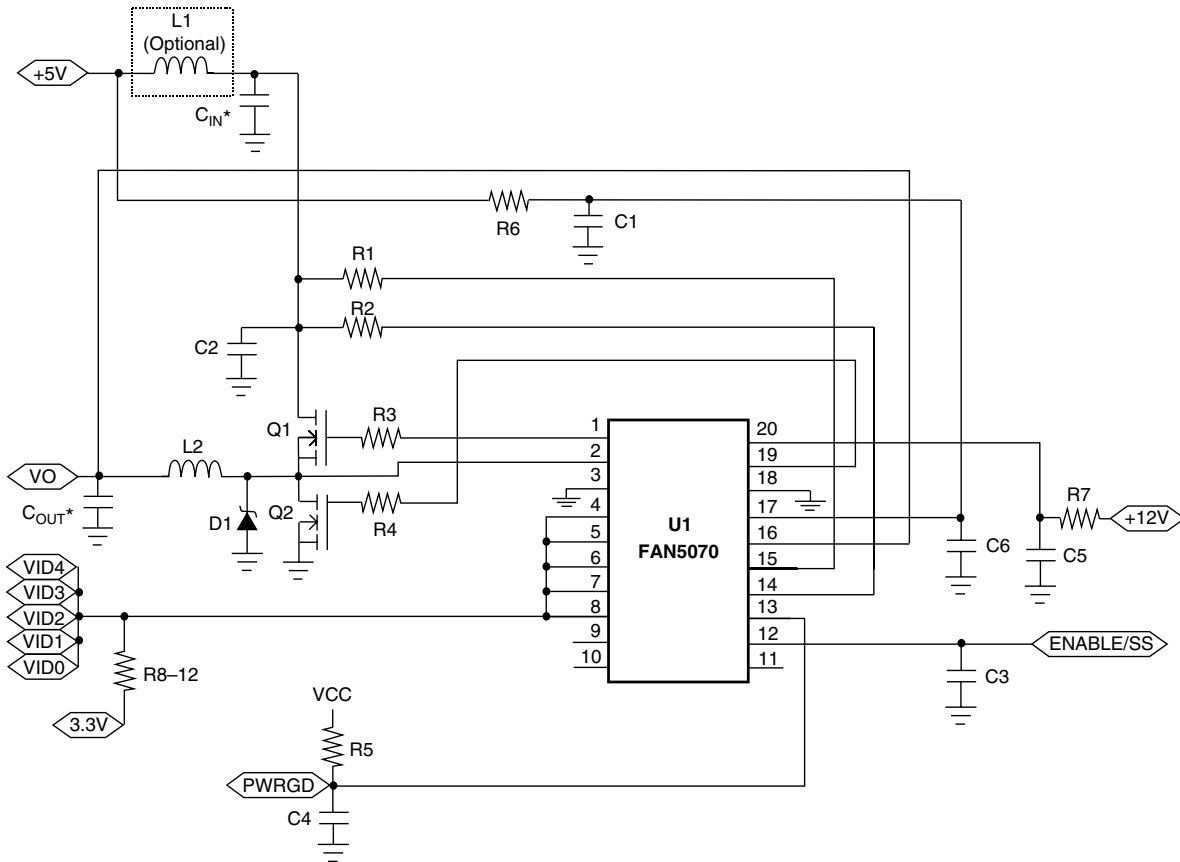 L1
(Optional)
+5V
CIN*
R6
C1
R1
R2
C2
Q1
R3
L2
VO
COUT*
D1
Q2
R4
1
2
3
4
5
6
7
8
9
10
U1
FAN5070
20
19
18
17
16
15
14
13
12
11
R7
+12V
C6
C5
VID4
VID3
VID2
VID1
VID0
R8–12
3.3V
ENABLE/SS
C3
VCC
R5
PWRGD
C4